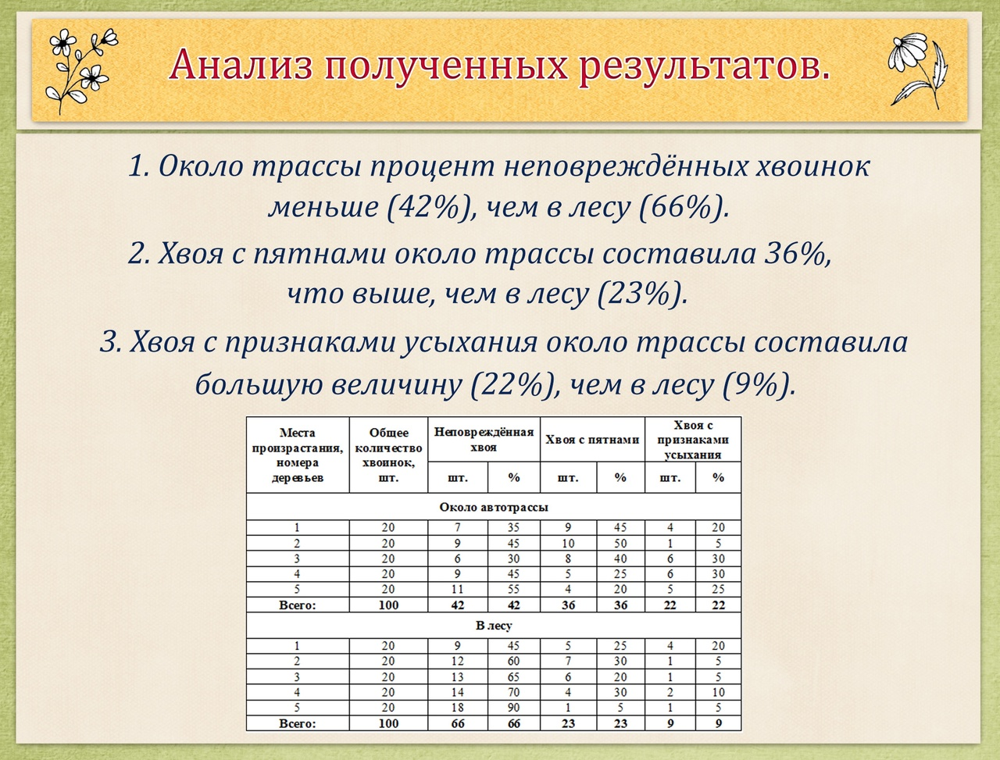 Анализ полученных результатов.
1. Около трассы процент неповреждённых хвоинок
меньше (42%), чем в лесу (66%).
2. Хвоя с пятнами около трассы составила 36%,
что выше, чем в лесу (23%).
3. Хвоя с признаками усыхания около трассы составила
большую величину (22%), чем в лесу (9%).
Места произрастания, номера деревьев | Общее количество хвоинок, шт. | Неповреждённая хвоя | Хвоя с пятнами | Хвоя с признаками усыхания
шт. % шт. % шт. %
Около автотрассы
1 20 7 35 9 45 4 20
2 20 9 45 10 50 1 5
3 20 6 30 8 40 6 30
4 20 9 45 5 25 6 30
5 20 11 55 4 20 5 25
Всего: 100 42 42 36 36 22 22
В лесу
1 20 9 45 5 25 4 20
2 20 12 60 7 30 1 5
3 20 13 65 6 20 1 5
4 20 14 70 4 30 2 10
5 20 18 90 1 5 1 5
Всего: 100 66 66 23 23 9 9